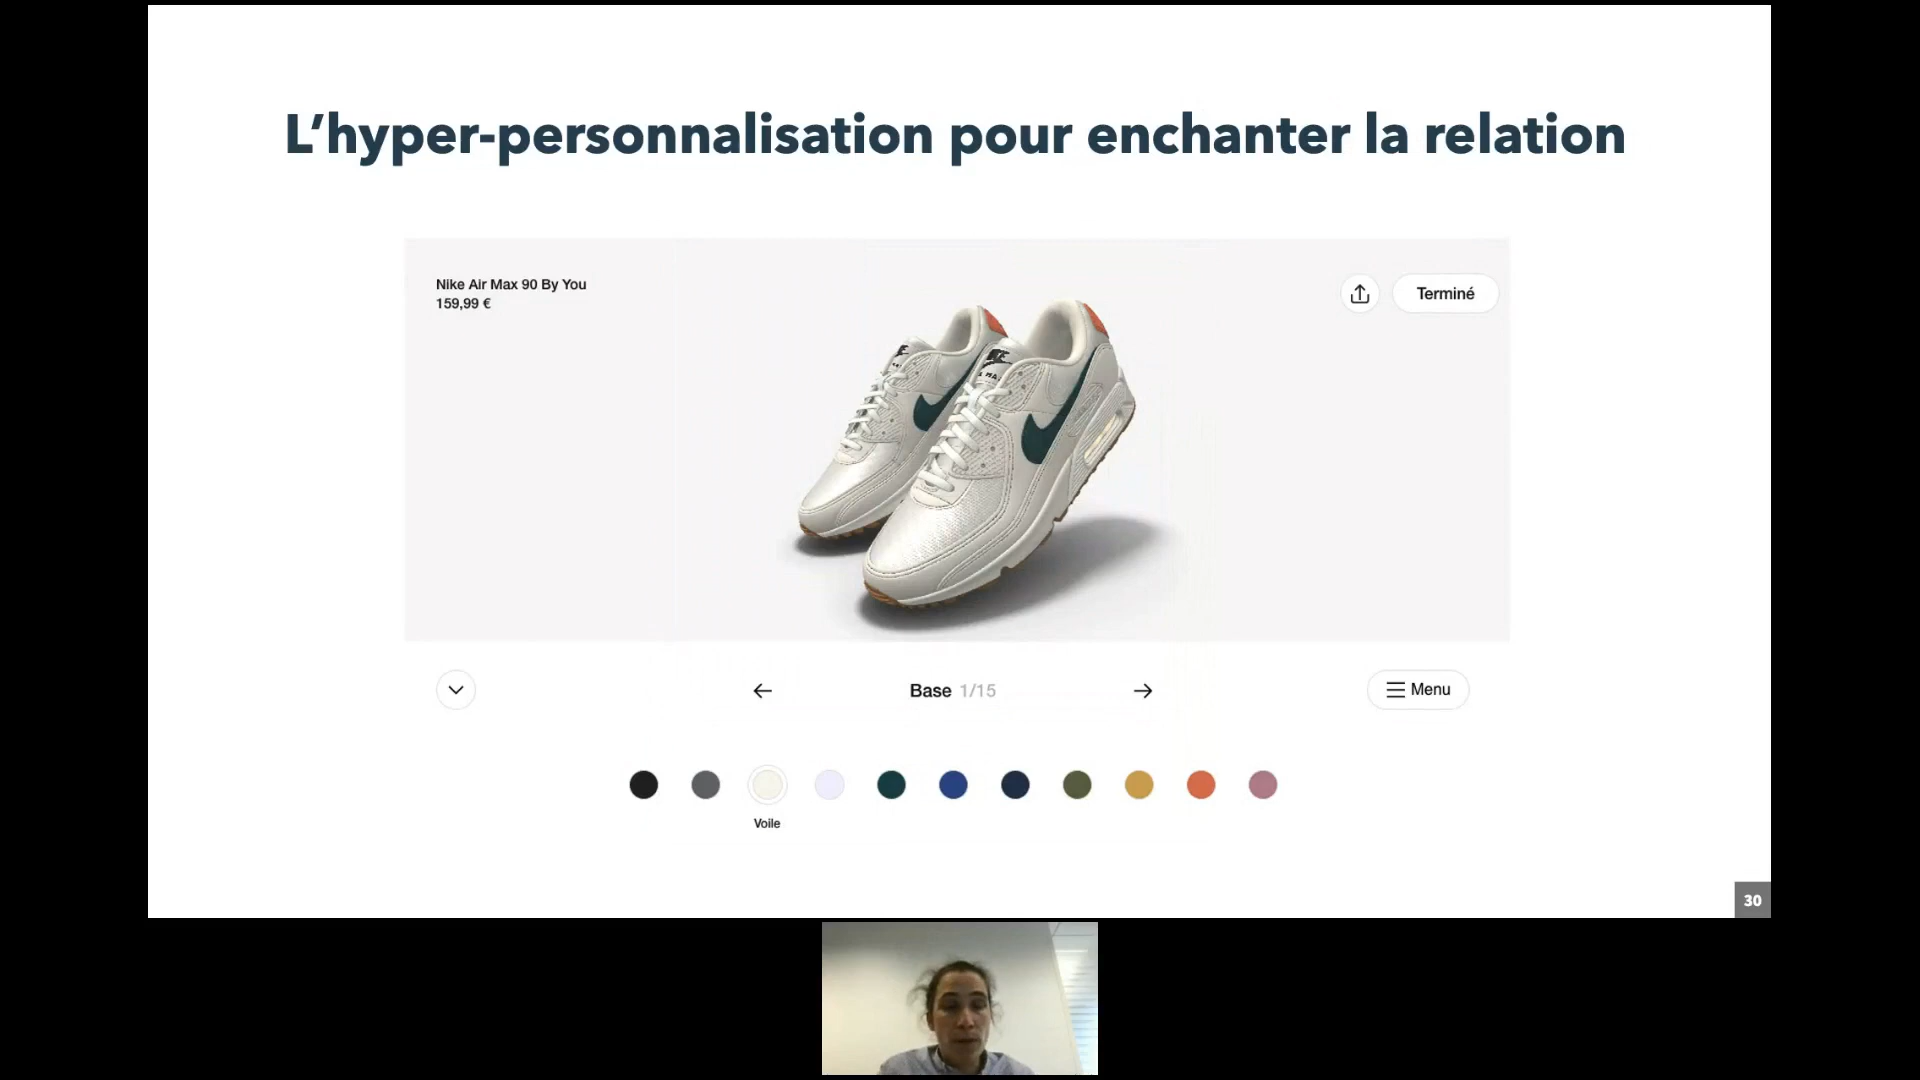 L’hyper-personnalisation pour enchanter la relation
Nike Air Max 90 By You
159,99 €
Terminé
Base 1/15
Menu
Voile
30